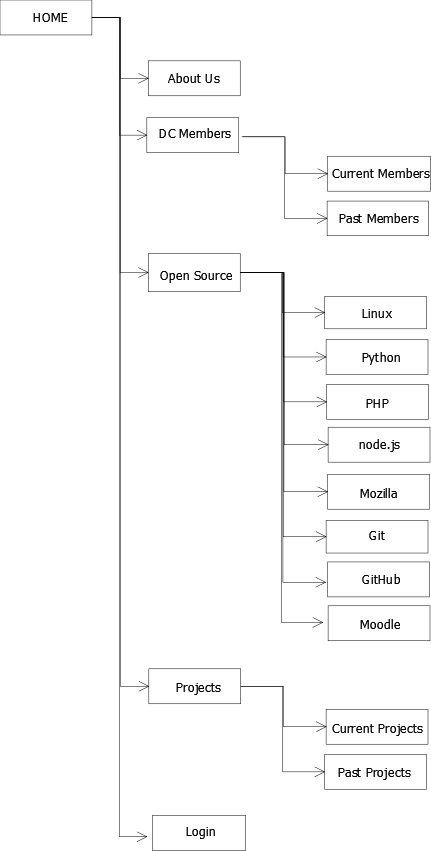 HOME
About Us
DC Members
Current Members
Past Members
Open Source
Linux
Python
PHP
node.js
Mozilla
Git
GitHub
Moodle
Projects
Current Projects
Past Projects
Login